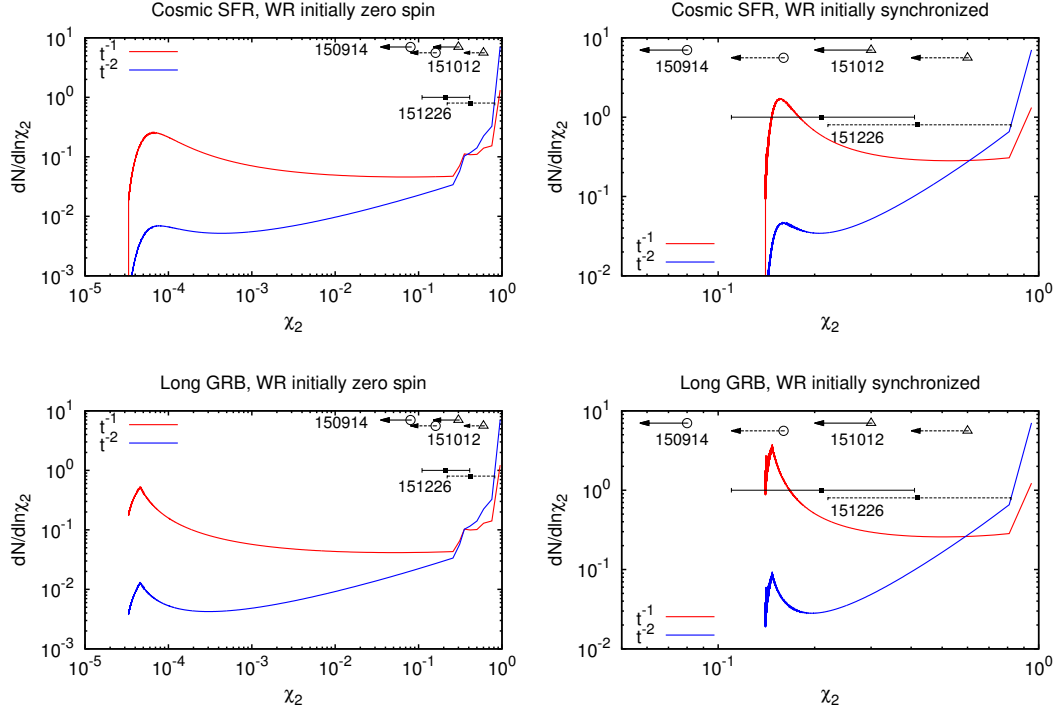 Cosmic SFR, WR initially zero spin
dN/dlnχ2
10^1
10^0
10^-1
10^-2
10^-3
t^-1
t^-2
150914
151012
151226
10^-5 10^-4 10^-3 10^-2 10^-1 10^0
χ2
Cosmic SFR, WR initially synchronized
dN/dlnχ2
10^1
10^0
10^-1
10^-2
150914
151012
151226
t^-1
t^-2
10^-1 10^0
χ2
Long GRB, WR initially zero spin
dN/dlnχ2
10^1
10^0
10^-1
10^-2
10^-3
t^-1
t^-2
150914
151012
151226
10^-5 10^-4 10^-3 10^-2 10^-1 10^0
χ2
Long GRB, WR initially synchronized
dN/dlnχ2
10^1
10^0
10^-1
10^-2
150914
151012
151226
t^-1
t^-2
10^-1 10^0
χ2